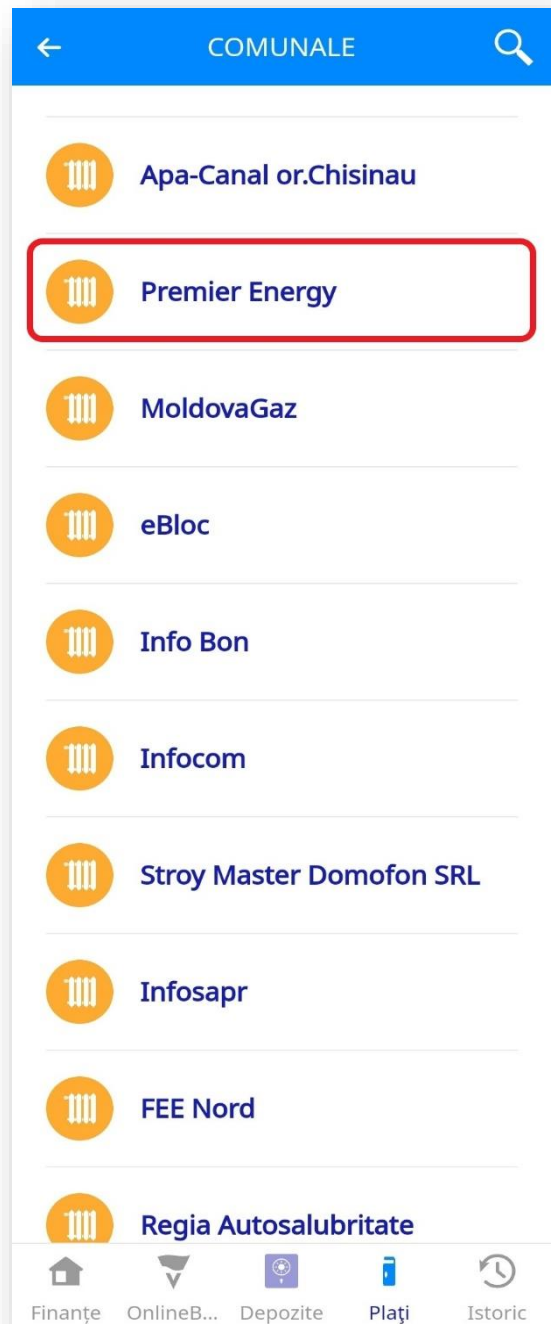 COMUNALE
Apa-Canal or.Chisinau
Premier Energy
MoldovaGaz
eBloc
Info Bon
Infocom
Stroy Master Domofon SRL
Infosapr
FEE Nord
Regia Autosalubritate
Finanțe OnlineB... Depozite Plaţi Istoric